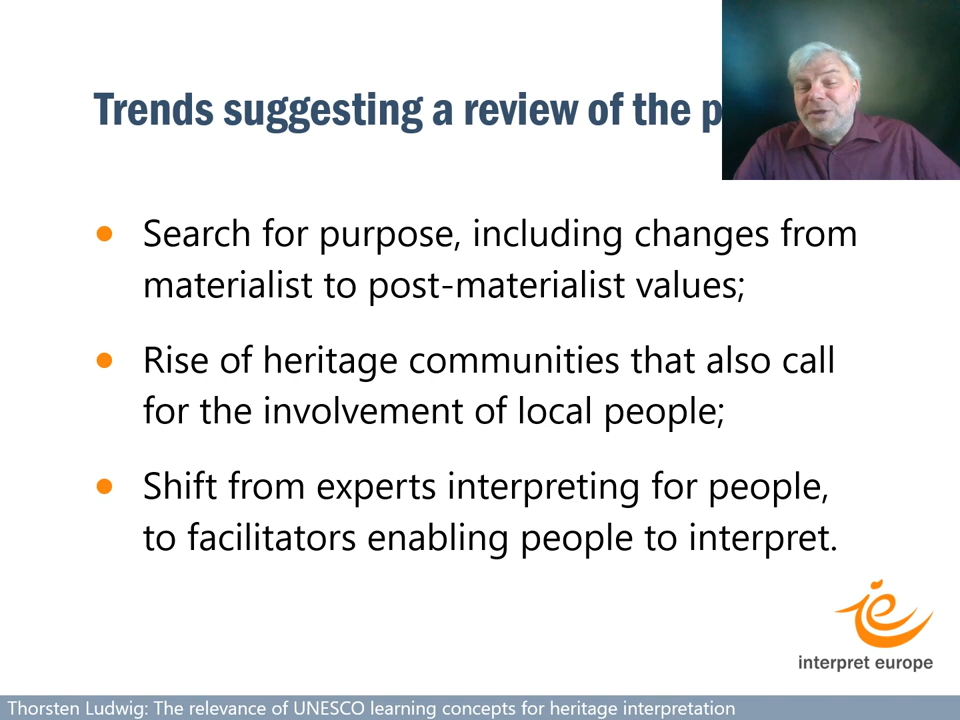 Trends suggesting a review of the
• Search for purpose, including changes from
materialist to post-materialist values;
• Rise of heritage communities that also call
for the involvement of local people;
• Shift from experts interpreting for people,
to facilitators enabling people to interpret.
ie
interpret europe
Thorsten Ludwig: The relevance of UNESCO learning concepts for heritage interpretation